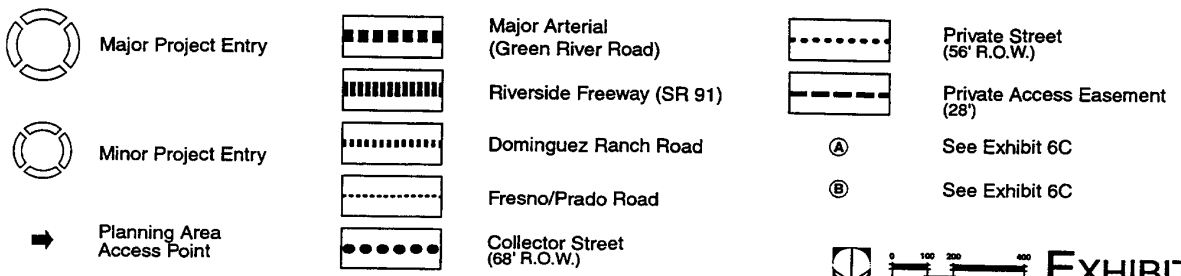 Major Project Entry
Minor Project Entry
Planning Area
Access Point
Major Arterial
(Green River Road)
Riverside Freeway (SR 91)
Dominguez Ranch Road
Fresno/Prado Road
Collector Street
(68' R.O.W.)
Private Street
(56' R.O.W.)
Private Access Easement
(28')
A See Exhibit 6C
B See Exhibit 6C
0 100 200 400
EXHIBIT